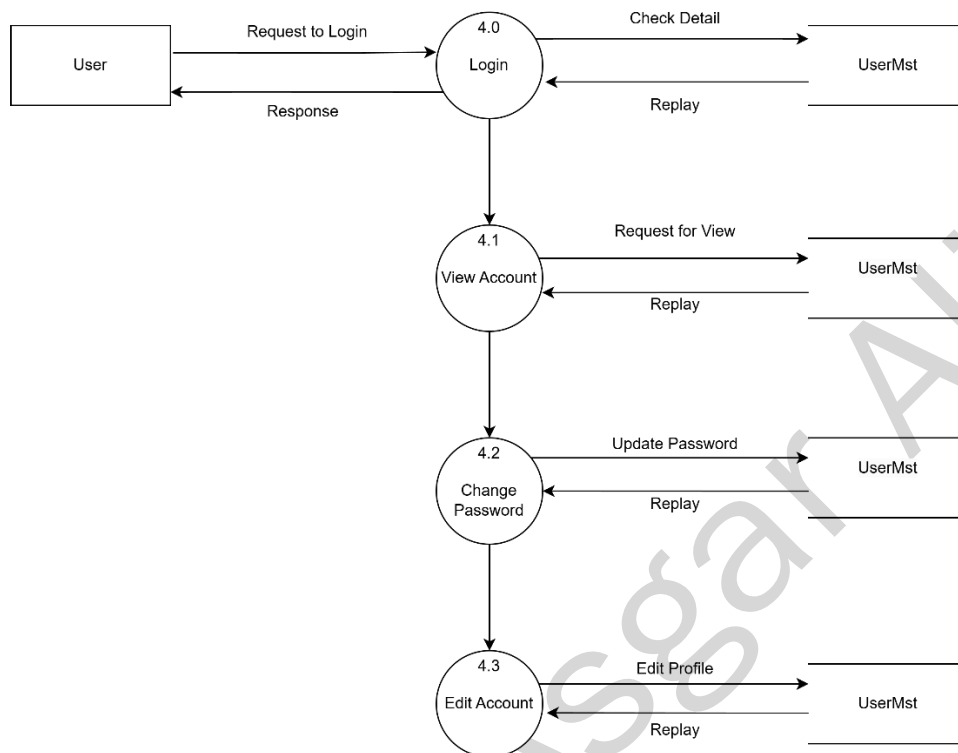 4.0
Check Detail
Request to Login
User
Login
UserMst
Response
Replay
4.1
Request for View
View Account
UserMst
Replay
4.2
Update Password
UserMst
Change
Password
Replay
4.3
Edit Profile
Edit Account
UserMst
Replay
Asgar